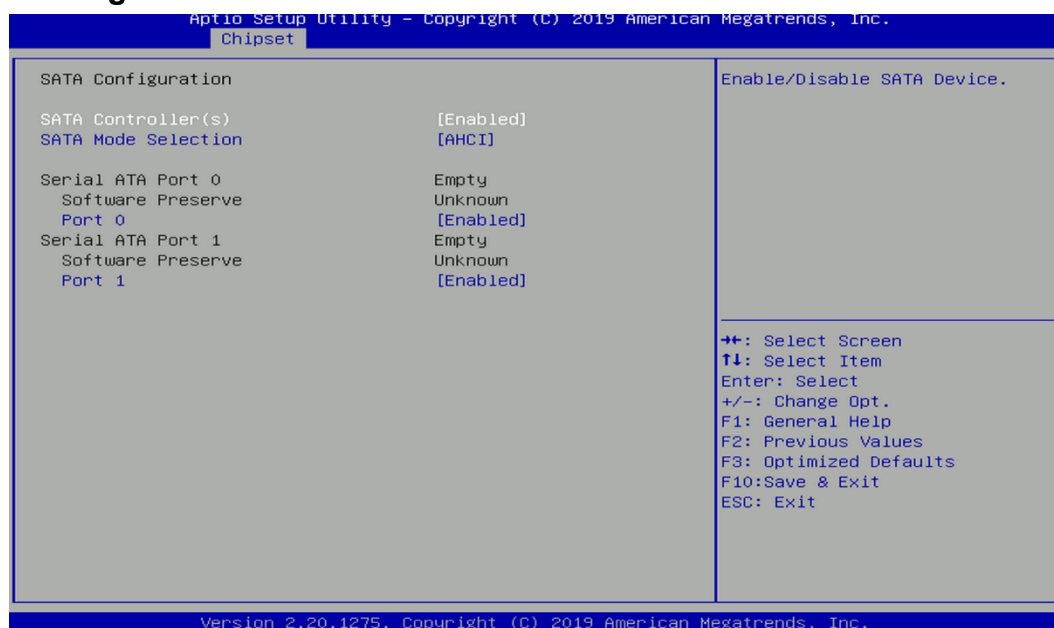 Aptio Setup Utility – Copyright (C) 2019 American Megatrends, Inc.
Chipset
SATA Configuration
SATA Controller(s) [Enabled]
SATA Mode Selection [AHCI]
Serial ATA Port 0 Empty
Software Preserve Unknown
Port 0 [Enabled]
Serial ATA Port 1 Empty
Software Preserve Unknown
Port 1 [Enabled]
Enable/Disable SATA Device.
→←: Select Screen
↑↓: Select Item
Enter: Select
+/-: Change Opt.
F1: General Help
F2: Previous Values
F3: Optimized Defaults
F10:Save & Exit
ESC: Exit
Version 2.20.1275. Copyright (C) 2019 American Megatrends, Inc.